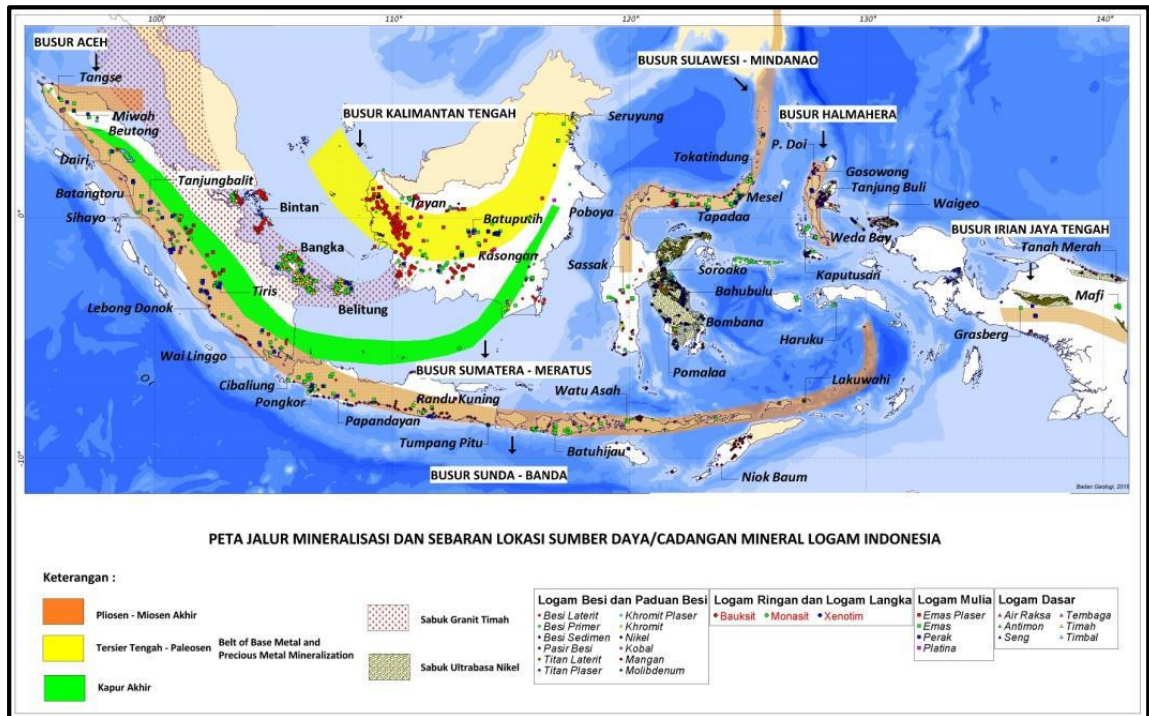 100°
110°
120°
130°
140°
BUSUR ACEH
Tangse
Miwah
Beutong
Dairi
Batangtoru
Sihayo
Tanjungbalit
Bintan
Bangka
Belitung
Tiris
Lebong Donok
Wai Linggo
Cibaliung
Pongkor
Papandayan
Randu Kuning
Tumpang Pitu
BUSUR KALIMANTAN TENGAH
Seruyung
Tayan
Batuputih
Kasongan
BUSUR SUMATERA - MERATUS
BUSUR SUNDA - BANDA
Watu Asah
Batuhijau
Lakuwahi
Niok Baum
BUSUR SULAWESI - MINDANAO
Tokatindung
Mesel
Tapadaa
Poboya
Sassak
Soroako
Bahubulu
Bombana
Pomalaa
BUSUR HALMAHERA
P. Doi
Gosowong
Tanjung Buli
Waigeo
Weda Bay
Kaputusan
Haruku
BUSUR IRIAN JAYA TENGAH
Tanah Merah
Mafi
Grasberg
0°
-10°
Badan Geologi, 2015
PETA JALUR MINERALISASI DAN SEBARAN LOKASI SUMBER DAYA/CADANGAN MINERAL LOGAM INDONESIA
Keterangan :
Pliosen - Miosen Akhir
Tersier Tengah - Paleosen
Kapur Akhir
Belt of Base Metal and
Precious Metal Mineralization
Sabuk Granit Timah
Sabuk Ultrabasa Nikel
Logam Besi dan Paduan Besi
Besi Laterit
Besi Primer
Besi Sedimen
Pasir Besi
Titan Laterit
Titan Plaser
Khromit Plaser
Khromit
Nikel
Kobal
Mangan
Molibdenum
Logam Ringan dan Logam Langka
Bauksit Monasit Xenotim
Logam Mulia
Emas Plaser
Emas
Perak
Platina
Logam Dasar
Air Raksa
Antimon
Seng
Tembaga
Timah
Timbal